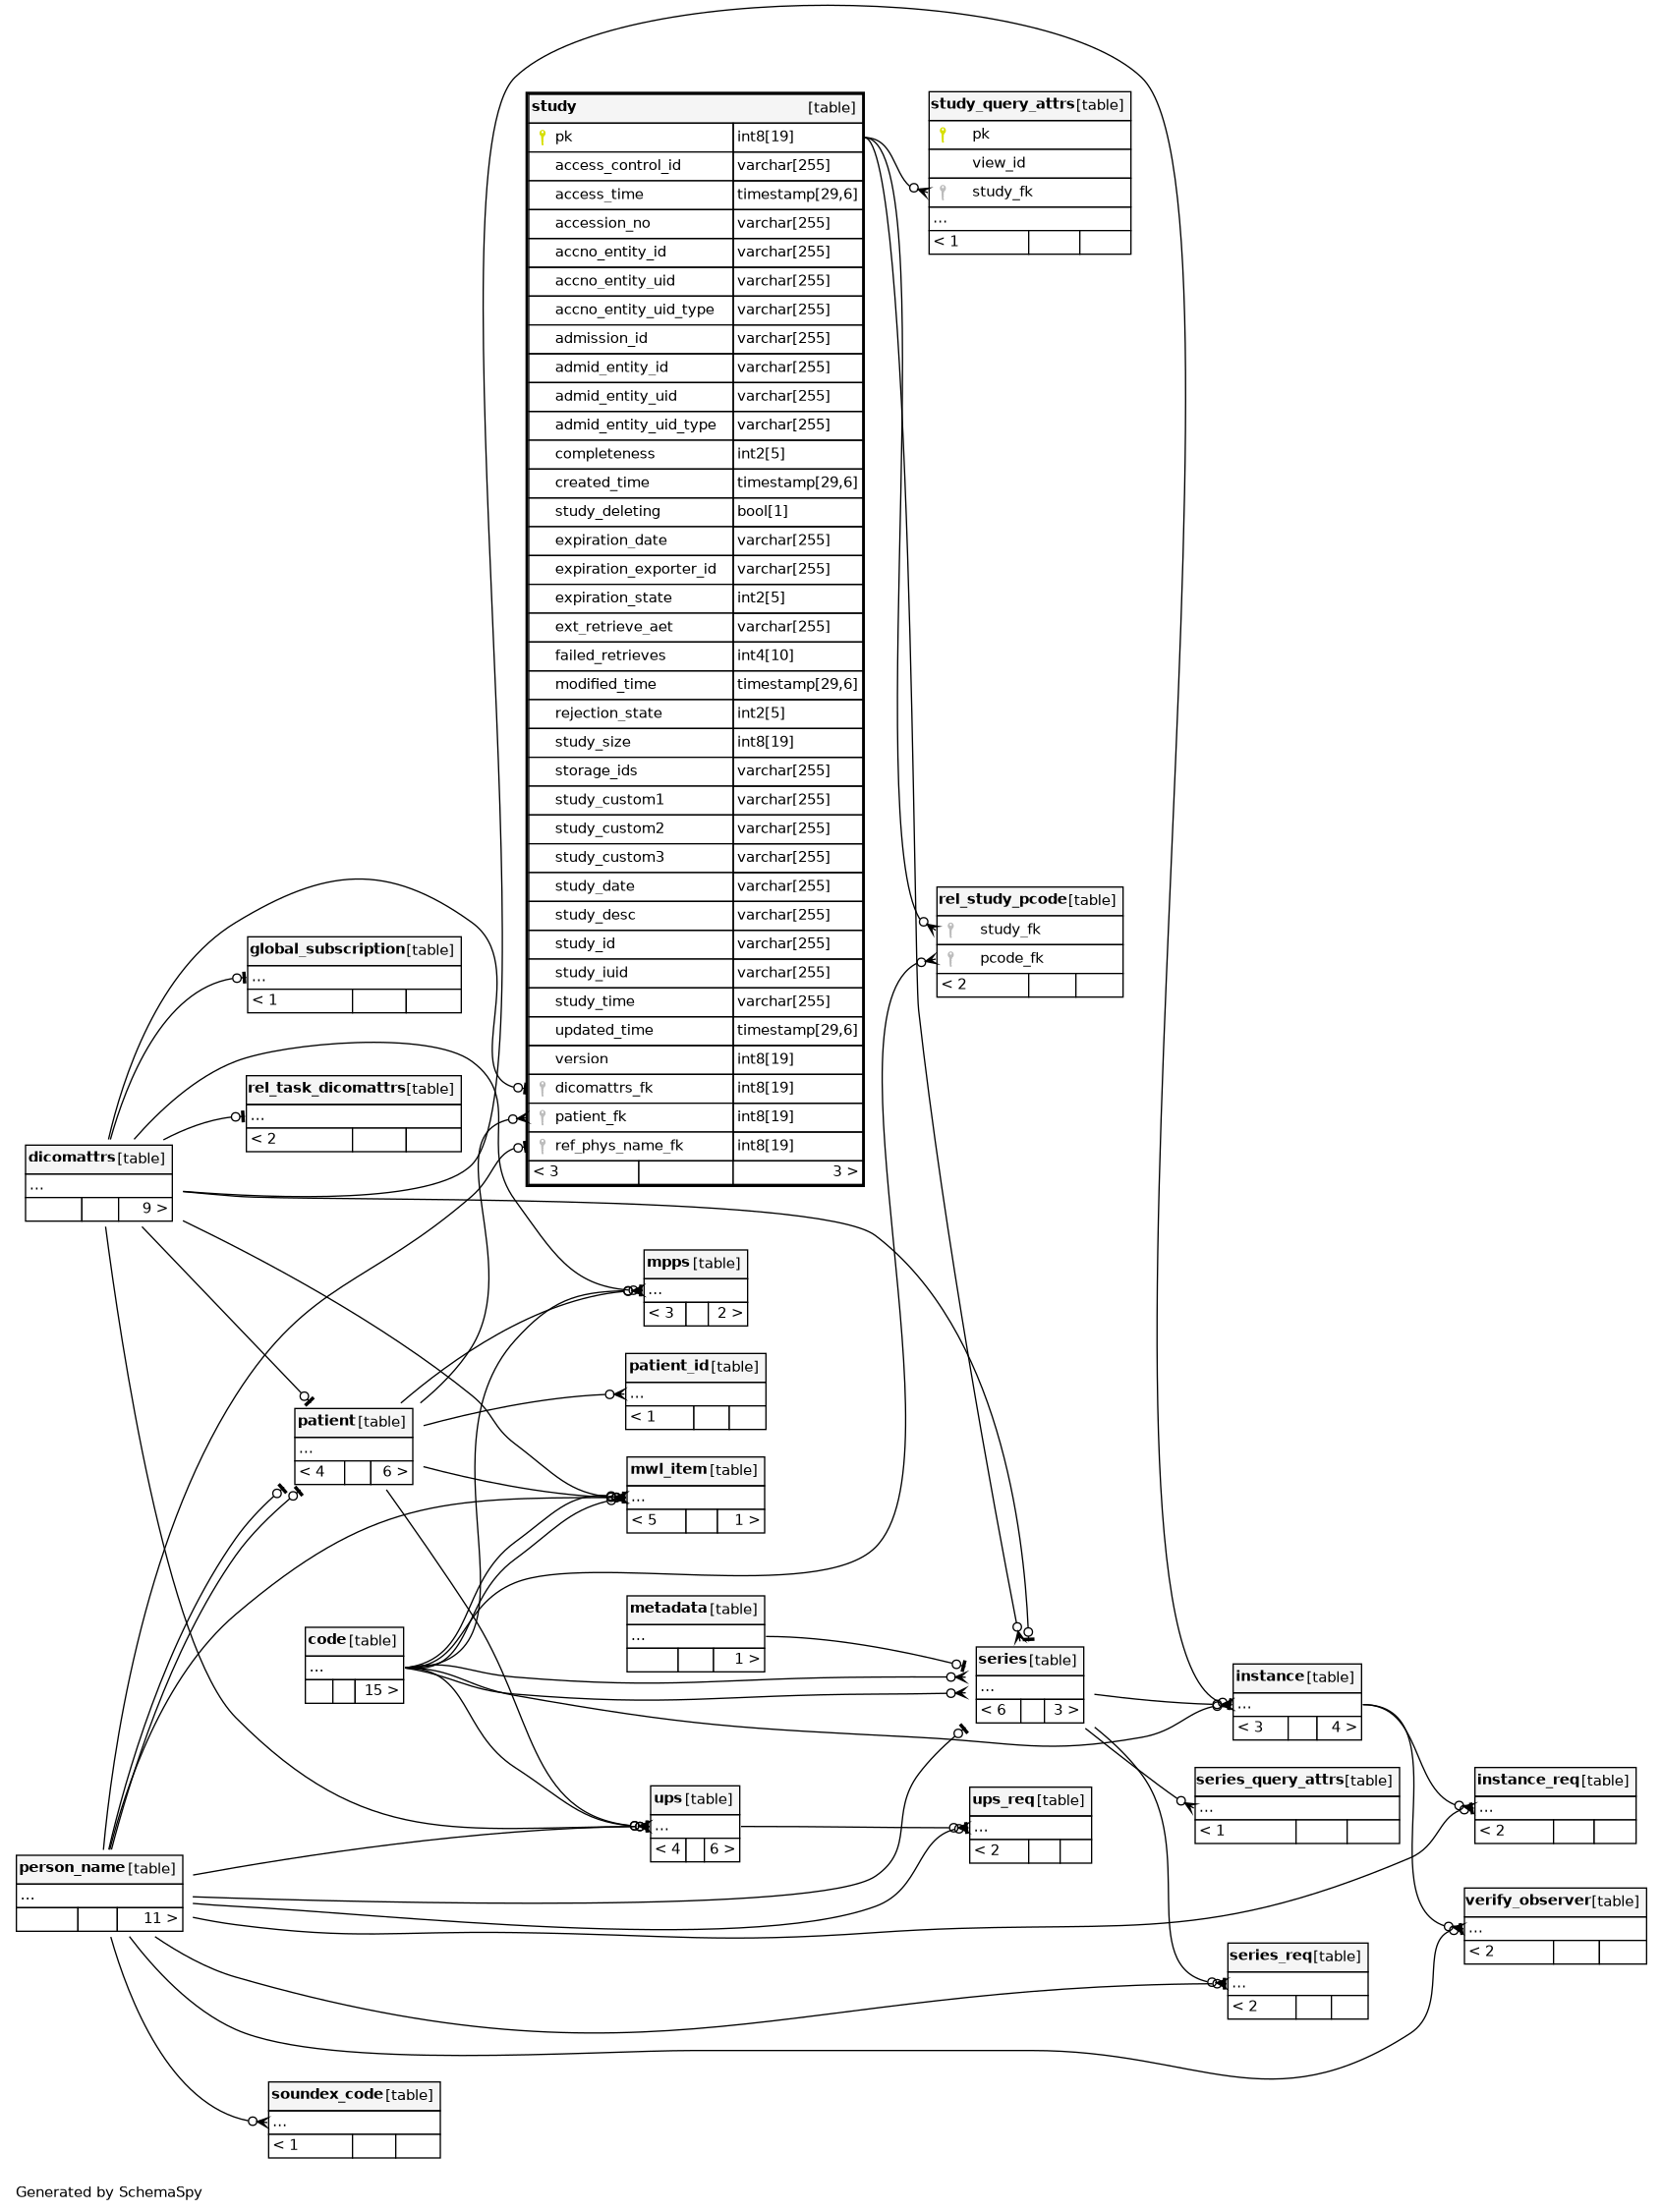 study [table]
pk int8[19]
access_control_id varchar[255]
access_time timestamp[29,6]
accession_no varchar[255]
accno_entity_id varchar[255]
accno_entity_uid varchar[255]
accno_entity_uid_type varchar[255]
admission_id varchar[255]
admid_entity_id varchar[255]
admid_entity_uid varchar[255]
admid_entity_uid_type varchar[255]
completeness int2[5]
created_time timestamp[29,6]
study_deleting bool[1]
expiration_date varchar[255]
expiration_exporter_id varchar[255]
expiration_state int2[5]
ext_retrieve_aet varchar[255]
failed_retrieves int4[10]
modified_time timestamp[29,6]
rejection_state int2[5]
study_size int8[19]
storage_ids varchar[255]
study_custom1 varchar[255]
study_custom2 varchar[255]
study_custom3 varchar[255]
study_date varchar[255]
study_desc varchar[255]
study_id varchar[255]
study_iuid varchar[255]
study_time varchar[255]
updated_time timestamp[29,6]
version int8[19]
dicomattrs_fk int8[19]
patient_fk int8[19]
ref_phys_name_fk int8[19]
< 3 3 >
study_query_attrs [table]
pk
view_id
study_fk
...
< 1
rel_study_pcode [table]
study_fk
pcode_fk
< 2
global_subscription [table]
...
< 1
rel_task_dicomattrs [table]
...
< 2
dicomattrs [table]
...
9 >
mpps [table]
...
< 3 2 >
patient_id [table]
...
< 1
patient [table]
...
< 4 6 >
mwl_item [table]
...
< 5 1 >
metadata [table]
...
1 >
code [table]
...
15 >
series [table]
...
< 6 3 >
instance [table]
...
< 3 4 >
series_query_attrs [table]
...
< 1
instance_req [table]
...
< 2
ups [table]
...
< 4 6 >
ups_req [table]
...
< 2
person_name [table]
...
11 >
verify_observer [table]
...
< 2
series_req [table]
...
< 2
soundex_code [table]
...
< 1
Generated by SchemaSpy